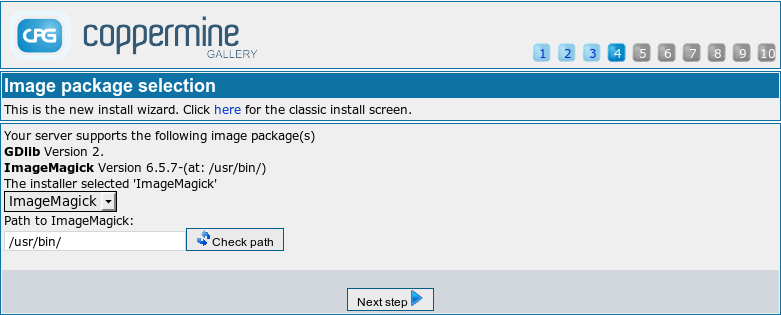 CPG coppermine
GALLERY
1 2 3 4 5 6 7 8 9 10
Image package selection
This is the new install wizard. Click here for the classic install screen.
Your server supports the following image package(s)
GDlib Version 2.
ImageMagick Version 6.5.7-(at: /usr/bin/)
The installer selected 'ImageMagick'
ImageMagick
Path to ImageMagick:
/usr/bin/ Check path
Next step